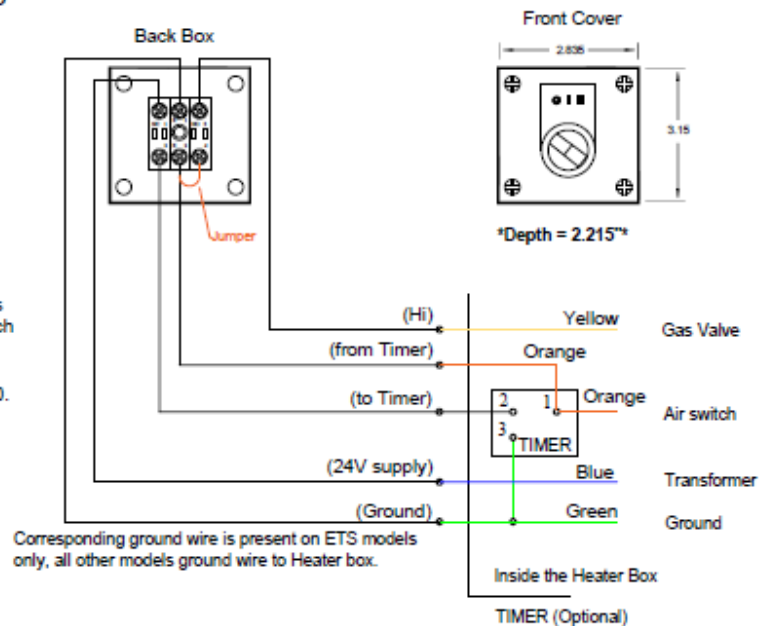 Front Cover
Back Box
2.835
3.15
*Depth = 2.215"*
Jumper
(Hi)
Yellow
Gas Valve
(from Timer)
Orange
(to Timer)
2
1
Orange
Air switch
3
TIMER
(24V supply)
Blue
Transformer
(Ground)
Green
Ground
Corresponding ground wire is present on ETS models
only, all other models ground wire to Heater box.
Inside the Heater Box
TIMER (Optional)